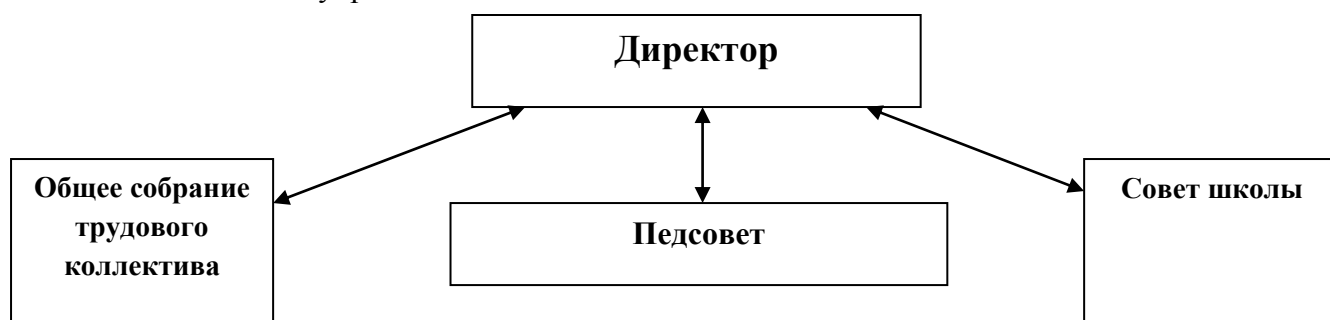 Директор
Общее собрание
трудового
коллектива
Педсовет
Совет школы